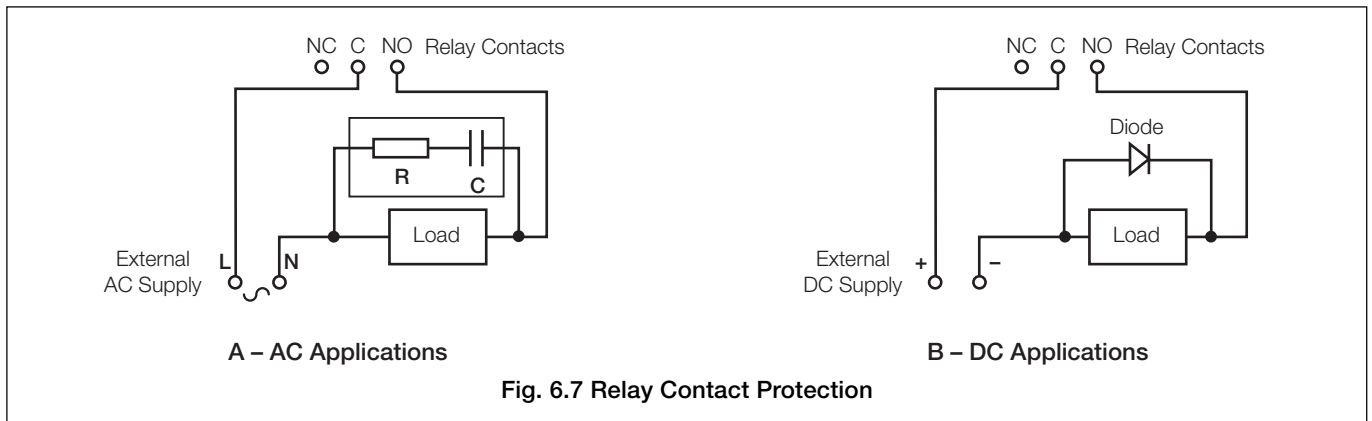 NC C NO Relay Contacts
R
C
Load
External
AC Supply
L
N
A – AC Applications
NC C NO Relay Contacts
Diode
Load
External
DC Supply
+
–
B – DC Applications
Fig. 6.7 Relay Contact Protection